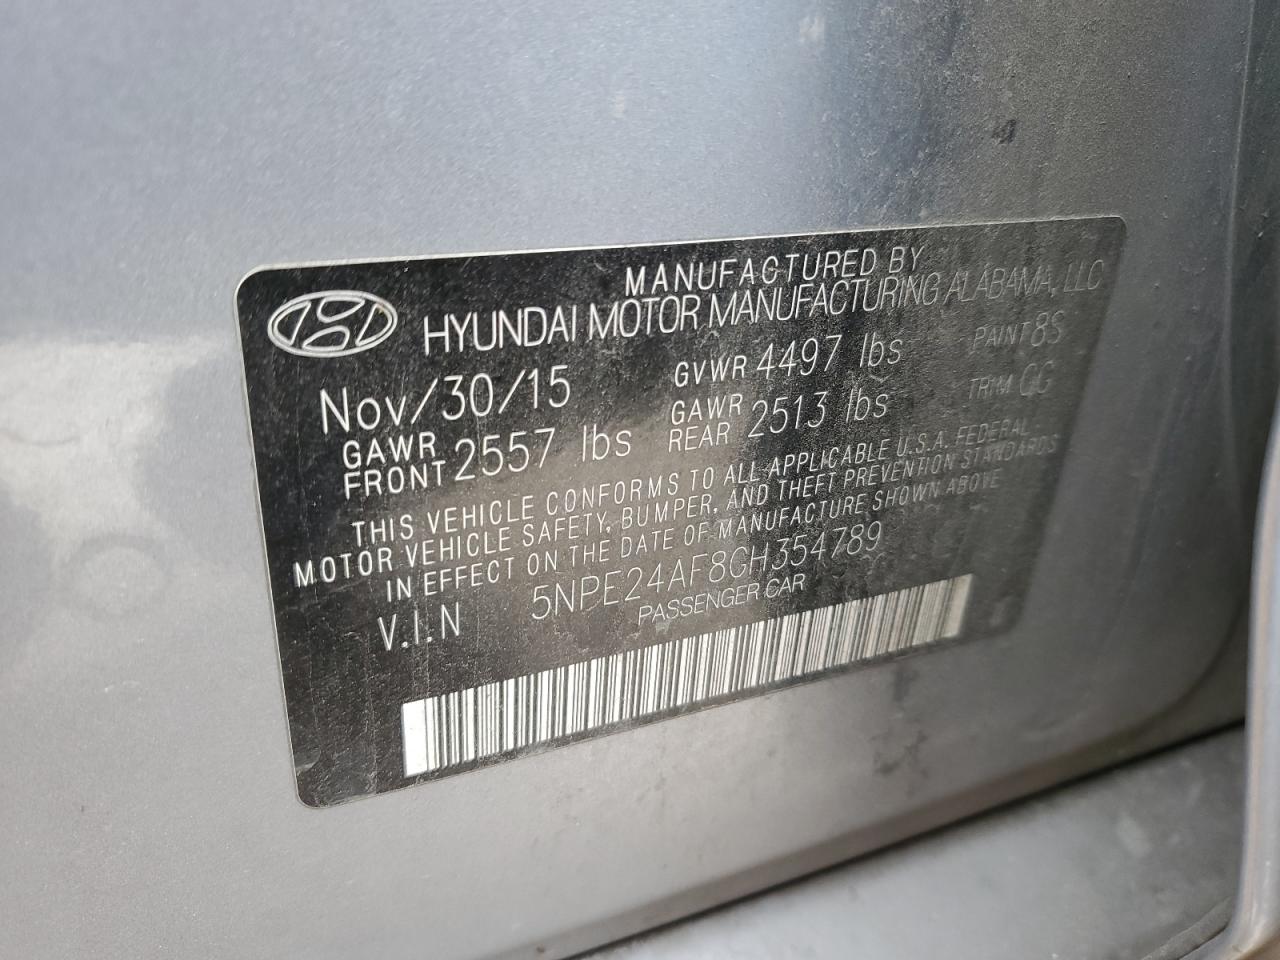 MANUFACTURED BY
HYUNDAI MOTOR MANUFACTURING ALABAMA, LLC
Nov/30/15 GVWR 4497 lbs PAINT 8S
GAWR FRONT 2557 lbs GAWR REAR 2513 lbs TRIM GG
THIS VEHICLE CONFORMS TO ALL APPLICABLE U.S.A. FEDERAL
MOTOR VEHICLE SAFETY, BUMPER, AND THEFT PREVENTION STANDARDS
IN EFFECT ON THE DATE OF MANUFACTURE SHOWN ABOVE
V.I.N 5NPE24AF8GH354789
PASSENGER CAR